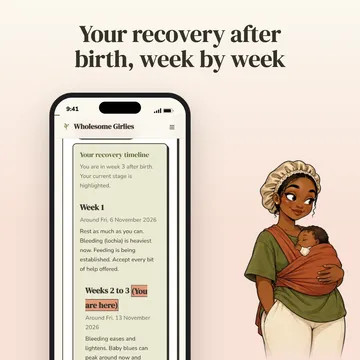 Your recovery after
birth, week by week
9:41
Wholesome Girlies
Your recovery timeline
You are in week 3 after birth.
Your current stage is
highlighted.
Week 1
Around Fri, 6 November 2026
Rest as much as you can.
Bleeding (lochia) is heaviest
now. Feeding is being
established. Accept every bit
of help offered.
Weeks 2 to 3 (You
are here)
Around Fri, 13 November
2026
Bleeding eases and
lightens. Baby blues can
peak around now and